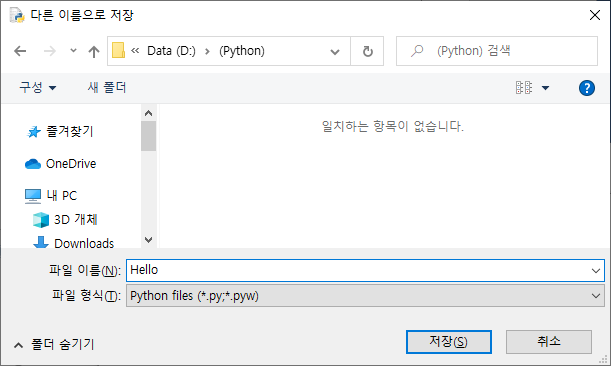 다른 이름으로 저장
« Data (D:) > (Python)
(Python) 검색
구성
새 폴더
즐겨찾기
OneDrive
내 PC
3D 개체
Downloads
일치하는 항목이 없습니다.
파일 이름(N):
Hello
파일 형식(T):
Python files (*.py;*.pyw)
폴더 숨기기
저장(S)
취소